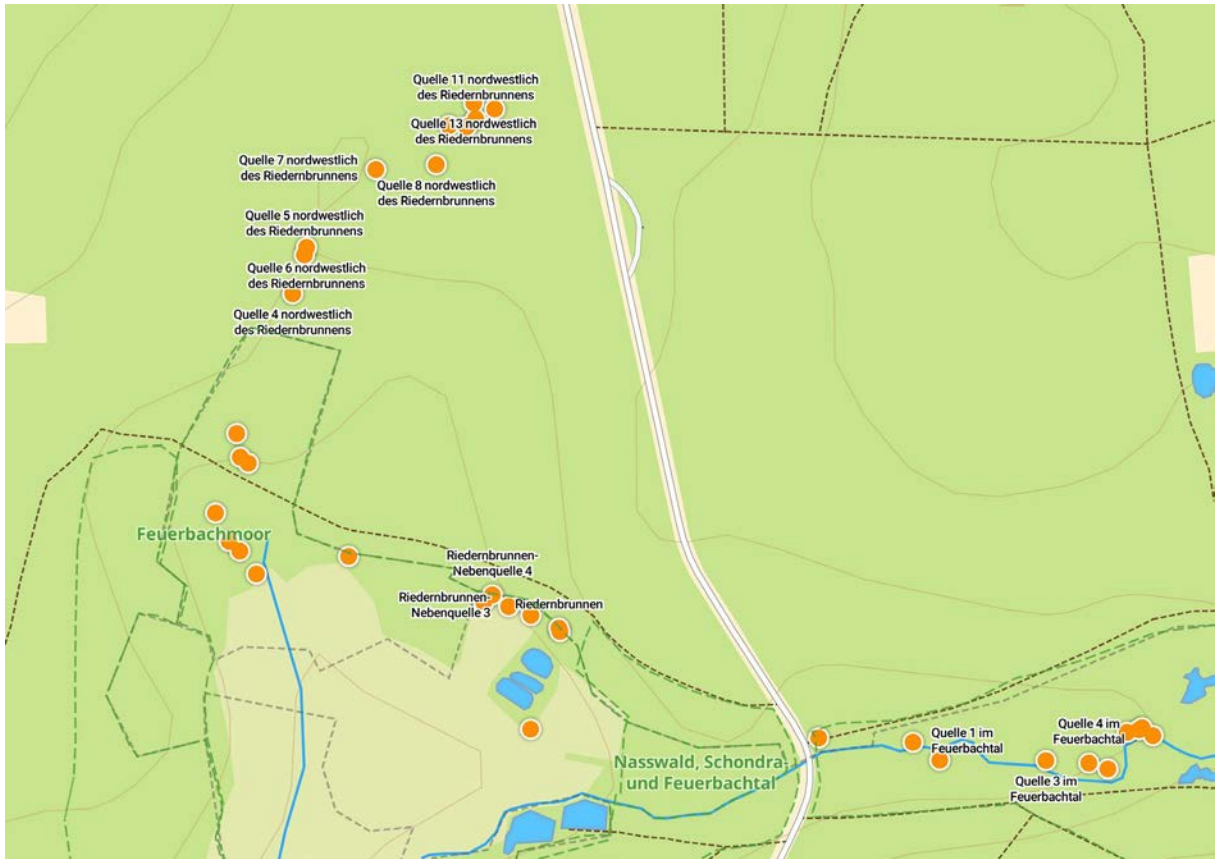 Quelle 11 nordwestlich
des Riedernbrunnens
Quelle 13 nordwestlich
des Riedernbrunnens
Quelle 7 nordwestlich
des Riedernbrunnens
Quelle 8 nordwestlich
des Riedernbrunnens
Quelle 5 nordwestlich
des Riedernbrunnens
Quelle 6 nordwestlich
des Riedernbrunnens
Quelle 4 nordwestlich
des Riedernbrunnens
Feuerbachmoor
Riedernbrunnen-
Nebenquelle 4
Riedernbrunnen-
Nebenquelle 3
Riedernbrunnen
Nasswald, Schondra-
und Feuerbachtal
Quelle 1 im
Feuerbachtal
Quelle 4 im
Feuerbachtal
Quelle 3 im
Feuerbachtal